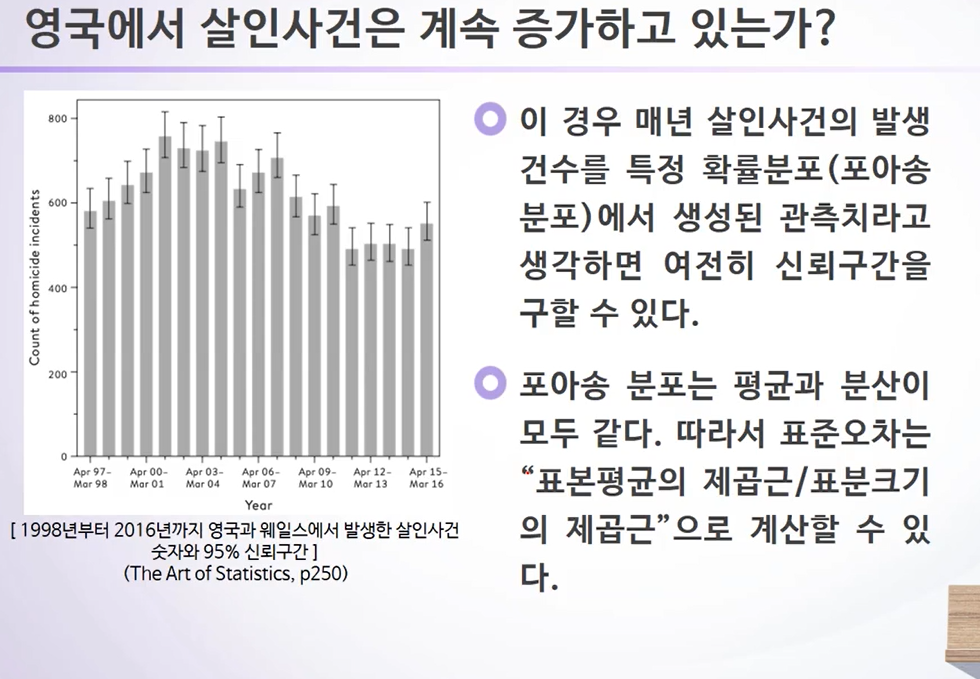 영국에서 살인사건은 계속 증가하고 있는가?
800
600
400
200
0
Count of homicide incidents
Apr 97–
Mar 98
Apr 00–
Mar 01
Apr 03–
Mar 04
Apr 06–
Mar 07
Apr 09–
Mar 10
Apr 12–
Mar 13
Apr 15–
Mar 16
Year
[ 1998년부터 2016년까지 영국과 웨일스에서 발생한 살인사건
숫자와 95% 신뢰구간 ]
(The Art of Statistics, p250)
이 경우 매년 살인사건의 발생
건수를 특정 확률분포(포아송
분포)에서 생성된 관측치라고
생각하면 여전히 신뢰구간을
구할 수 있다.
포아송 분포는 평균과 분산이
모두 같다. 따라서 표준오차는
“표본평균의 제곱근/표분크기
의 제곱근”으로 계산할 수 있
다.